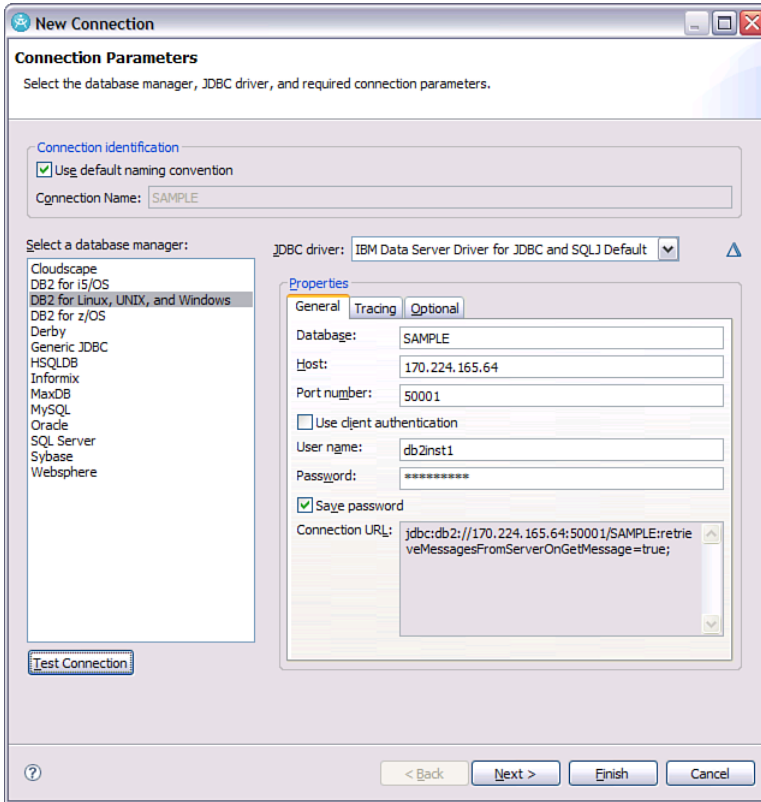 New Connection
Connection Parameters
Select the database manager, JDBC driver, and required connection parameters.
Connection identification
Use default naming convention
Connection Name: SAMPLE
Select a database manager:
Cloudscape
DB2 for i5/OS
DB2 for Linux, UNIX, and Windows
DB2 for z/OS
Derby
Generic JDBC
HSQLDB
Informix
MaxDB
MySQL
Oracle
SQL Server
Sybase
Websphere
Test Connection
JDBC driver: IBM Data Server Driver for JDBC and SQLJ Default
Properties
General Tracing Optional
Database: SAMPLE
Host: 170.224.165.64
Port number: 50001
Use client authentication
User name: db2inst1
Password: *********
Save password
Connection URL: jdbc:db2://170.224.165.64:50001/SAMPLE:retrie
veMessagesFromServerOnGetMessage=true;
? < Back Next > Finish Cancel